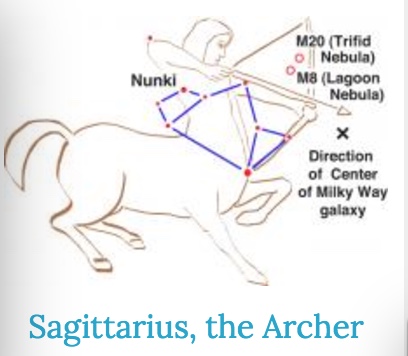 M20 (Trifid
Nebula)
M8 (Lagoon
Nebula)
Nunki
Direction
of Center
of Milky Way
galaxy
Sagittarius, the Archer